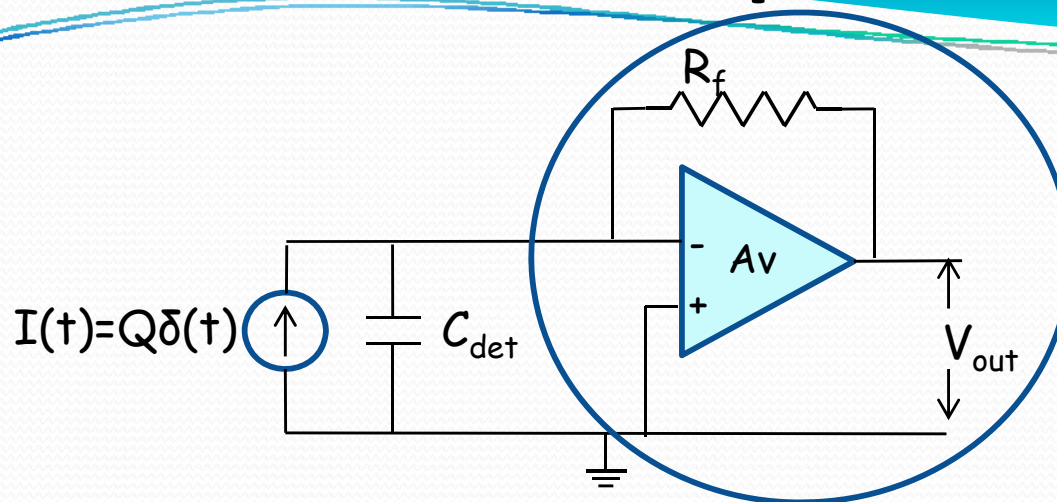 R_f
-
Av
+
I(t)=Qδ(t)
C_det
V_out